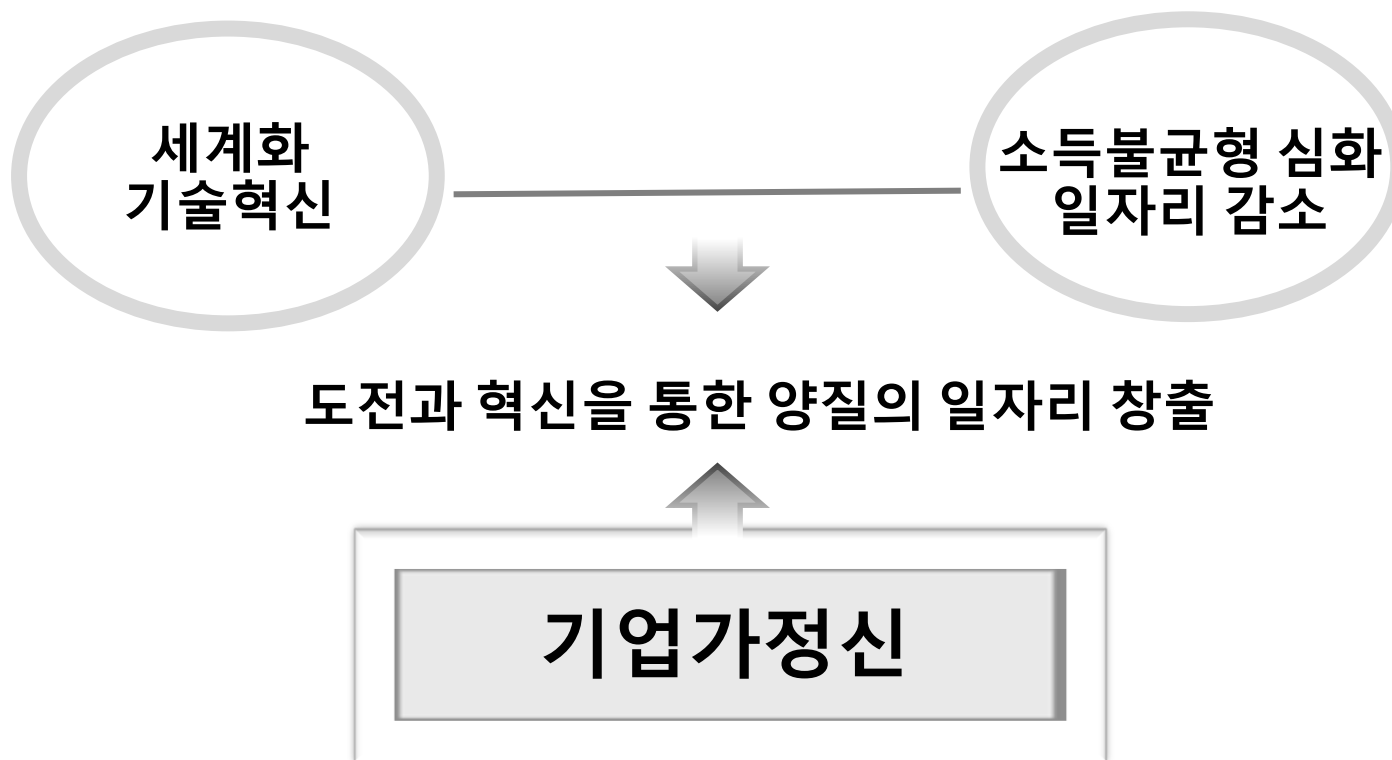 세계화
기술혁신
소득불균형 심화
일자리 감소
도전과 혁신을 통한 양질의 일자리 창출
기업가정신